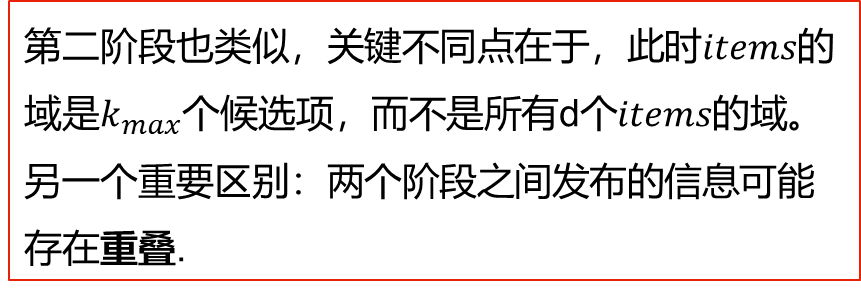 第二阶段也类似，关键不同点在于，此时items的
域是kmax个候选项，而不是所有d个items的域。
另一个重要区别：两个阶段之间发布的信息可能
存在重叠.